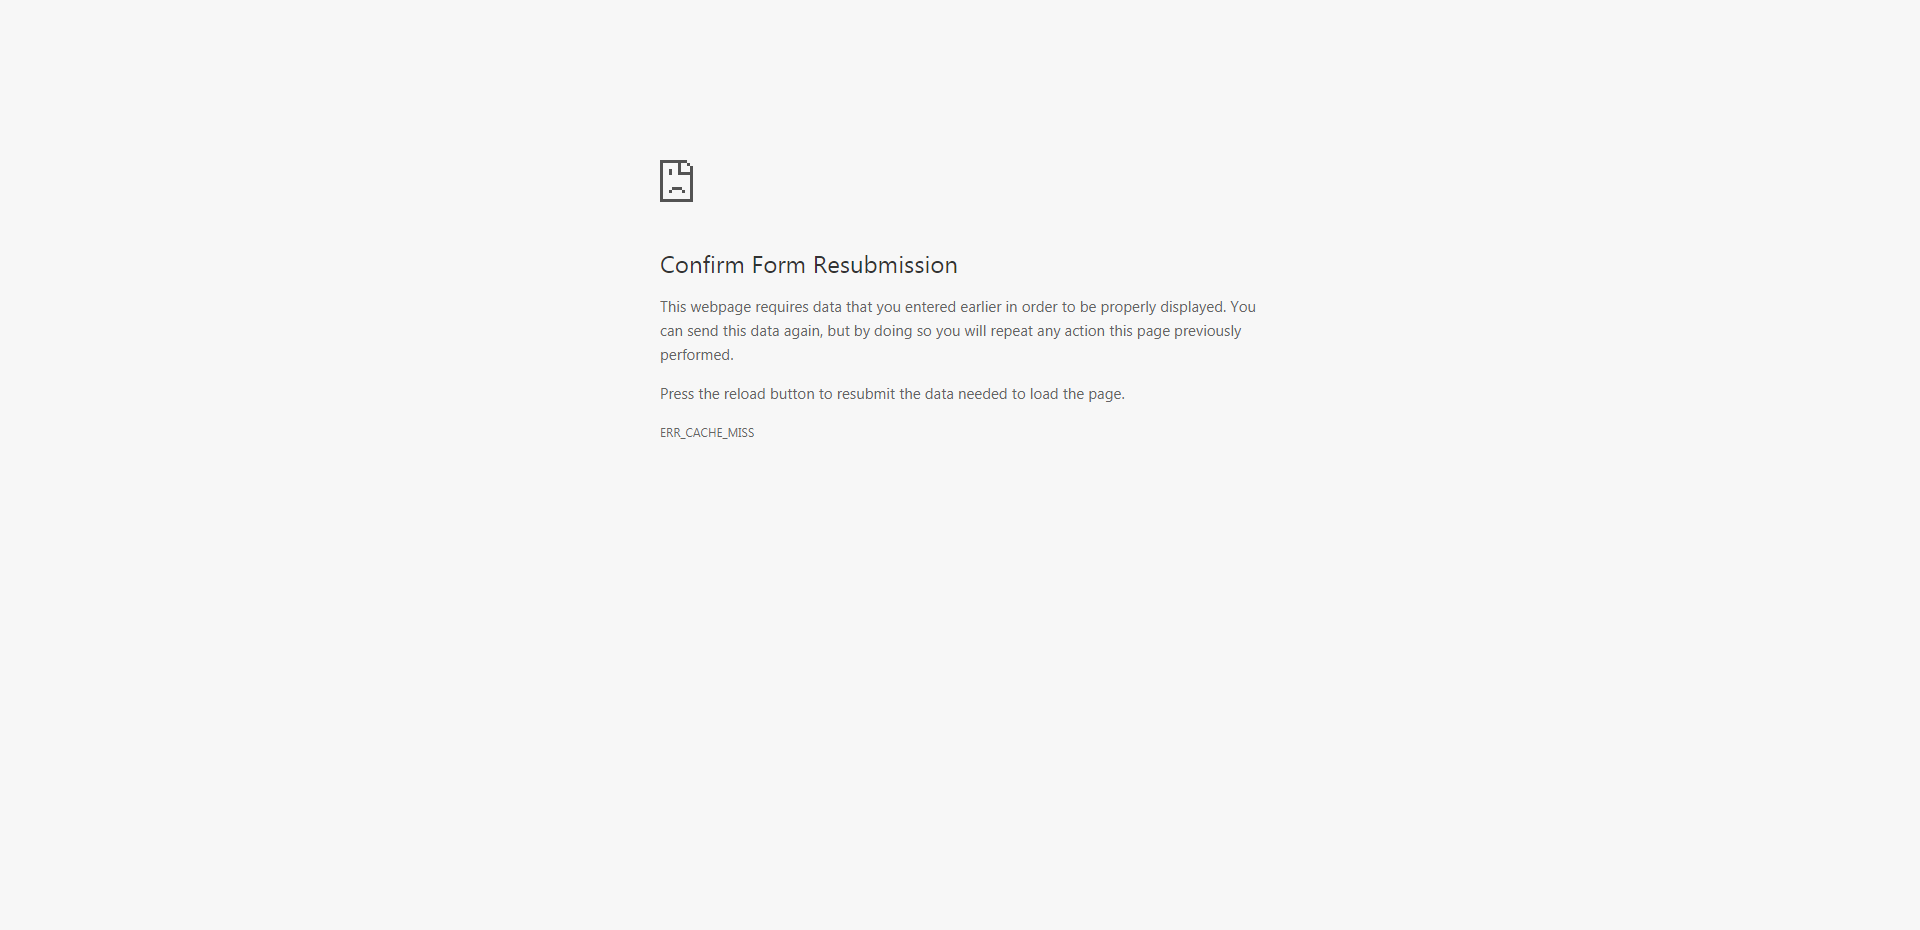 Confirm Form Resubmission
This webpage requires data that you entered earlier in order to be properly displayed. You
can send this data again, but by doing so you will repeat any action this page previously
performed.
Press the reload button to resubmit the data needed to load the page.
ERR_CACHE_MISS